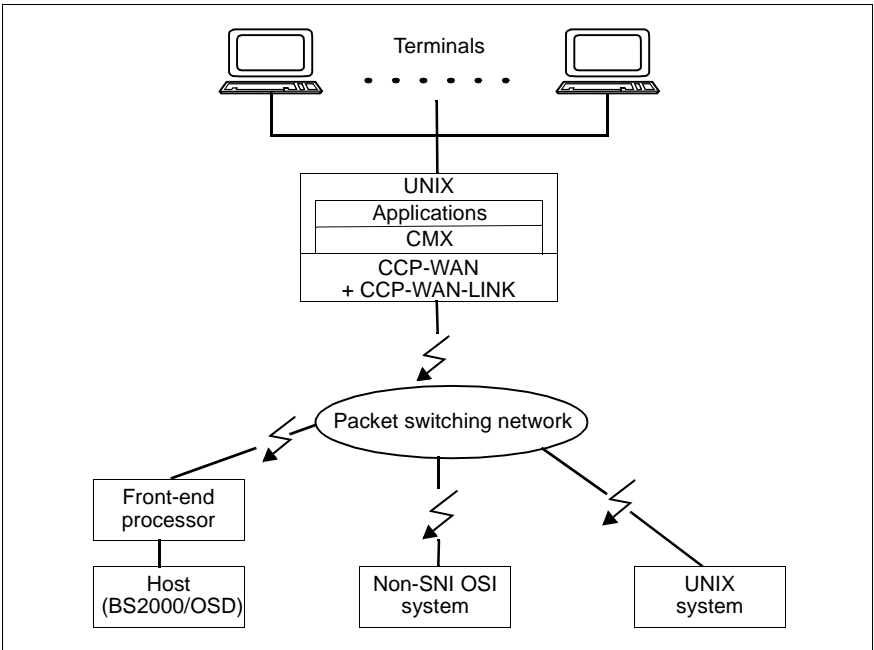 Terminals
UNIX
Applications
CMX
CCP-WAN
+ CCP-WAN-LINK
Packet switching network
Front-end
processor
Host
(BS2000/OSD)
Non-SNI OSI
system
UNIX
system